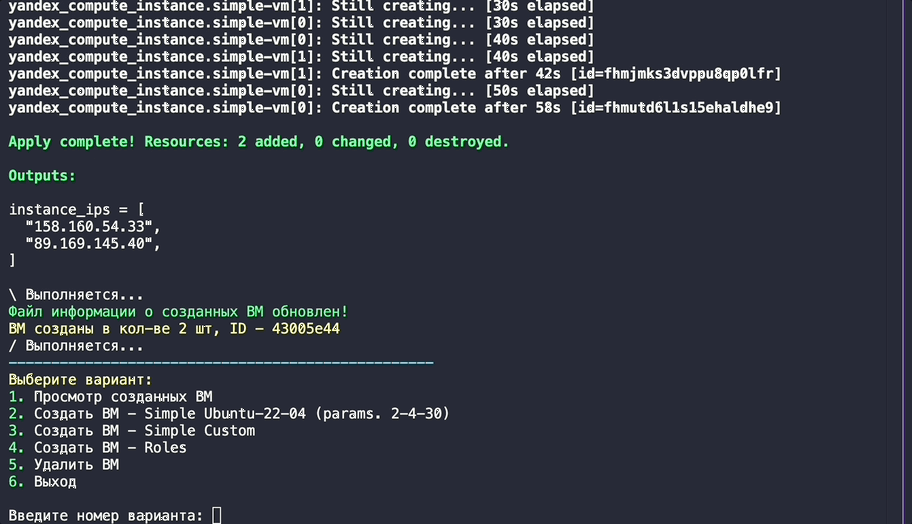 yandex_compute_instance.simple-vm[1]: Still creating... [30s elapsed]
yandex_compute_instance.simple-vm[0]: Still creating... [30s elapsed]
yandex_compute_instance.simple-vm[0]: Still creating... [40s elapsed]
yandex_compute_instance.simple-vm[1]: Still creating... [40s elapsed]
yandex_compute_instance.simple-vm[1]: Creation complete after 42s [id=fhmjmks3dvppu8qp0lfr]
yandex_compute_instance.simple-vm[0]: Still creating... [50s elapsed]
yandex_compute_instance.simple-vm[0]: Creation complete after 58s [id=fhmutd6l1s15ehaldhe9]
Apply complete! Resources: 2 added, 0 changed, 0 destroyed.
Outputs:
instance_ips = [
  "158.160.54.33",
  "89.169.145.40",
]
\ Выполняется...
Файл информации о созданных ВМ обновлен!
ВМ созданы в кол-ве 2 шт, ID - 43005e44
/ Выполняется...
--------------------------------------------------
Выберите вариант:
1. Просмотр созданных ВМ
2. Создать ВМ - Simple Ubuntu-22-04 (params. 2-4-30)
3. Создать ВМ - Simple Custom
4. Создать ВМ - Roles
5. Удалить ВМ
6. Выход
Введите номер варианта: